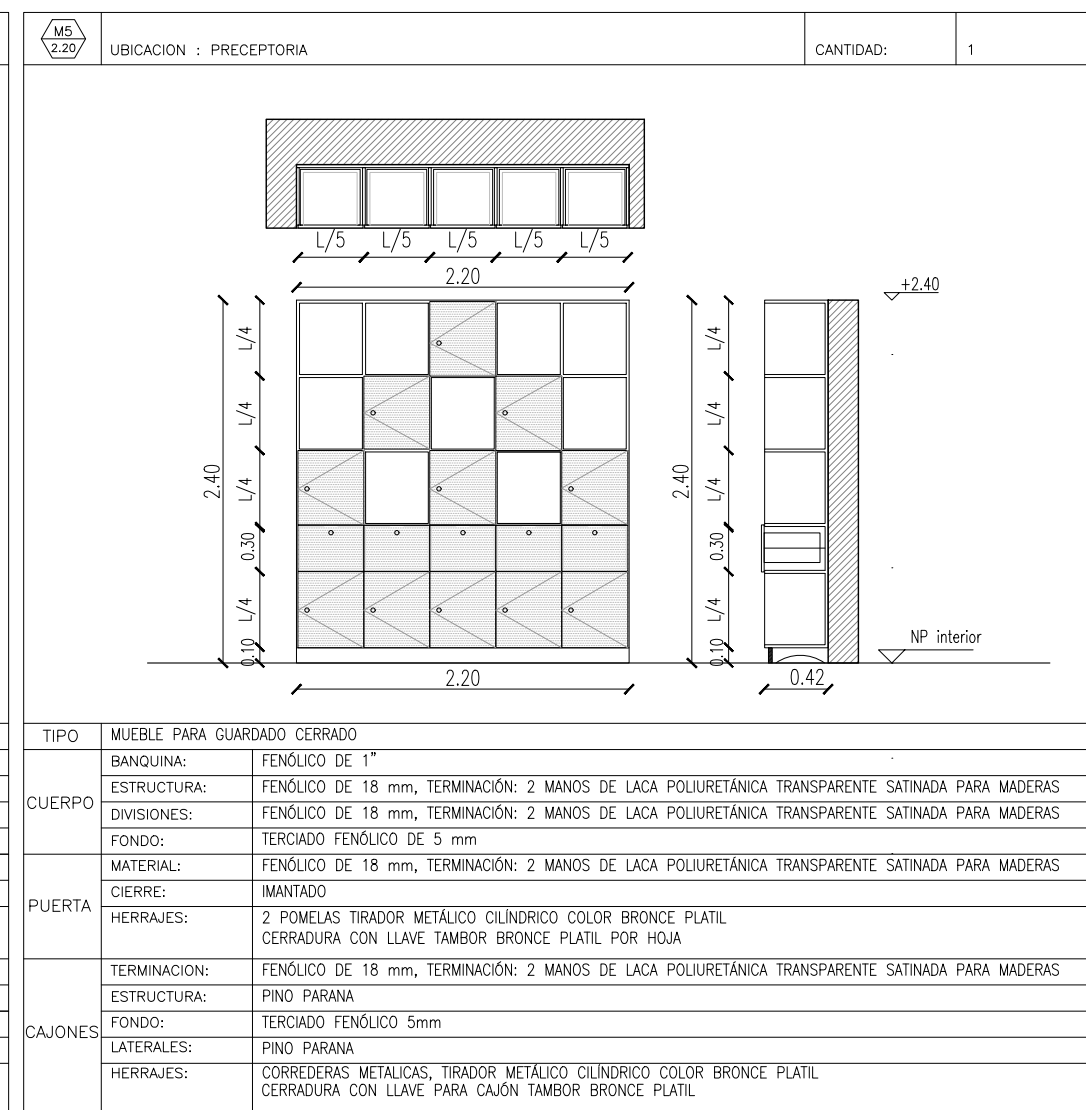 M5
2.20
UBICACION : PRECEPTORIA
CANTIDAD:
1
L/5
L/5
L/5
L/5
L/5
2.20
+2.40
2.40
L/4
L/4
L/4
0.30
L/4
0.10
2.40
L/4
L/4
L/4
0.30
L/4
0.10
NP interior
2.20
0.42
TIPO
MUEBLE PARA GUARDADO CERRADO
CUERPO
BANQUINA:
FENÓLICO DE 1"
ESTRUCTURA:
FENÓLICO DE 18 mm, TERMINACIÓN: 2 MANOS DE LACA POLIURETÁNICA TRANSPARENTE SATINADA PARA MADERAS
DIVISIONES:
FENÓLICO DE 18 mm, TERMINACIÓN: 2 MANOS DE LACA POLIURETÁNICA TRANSPARENTE SATINADA PARA MADERAS
FONDO:
TERCIADO FENÓLICO DE 5 mm
PUERTA
MATERIAL:
FENÓLICO DE 18 mm, TERMINACIÓN: 2 MANOS DE LACA POLIURETÁNICA TRANSPARENTE SATINADA PARA MADERAS
CIERRE:
IMANTADO
HERRAJES:
2 POMELAS TIRADOR METÁLICO CILÍNDRICO COLOR BRONCE PLATIL
CERRADURA CON LLAVE TAMBOR BRONCE PLATIL POR HOJA
CAJONES
TERMINACION:
FENÓLICO DE 18 mm, TERMINACIÓN: 2 MANOS DE LACA POLIURETÁNICA TRANSPARENTE SATINADA PARA MADERAS
ESTRUCTURA:
PINO PARANA
FONDO:
TERCIADO FENÓLICO 5mm
LATERALES:
PINO PARANA
HERRAJES:
CORREDERAS METALICAS, TIRADOR METÁLICO CILÍNDRICO COLOR BRONCE PLATIL
CERRADURA CON LLAVE PARA CAJÓN TAMBOR BRONCE PLATIL